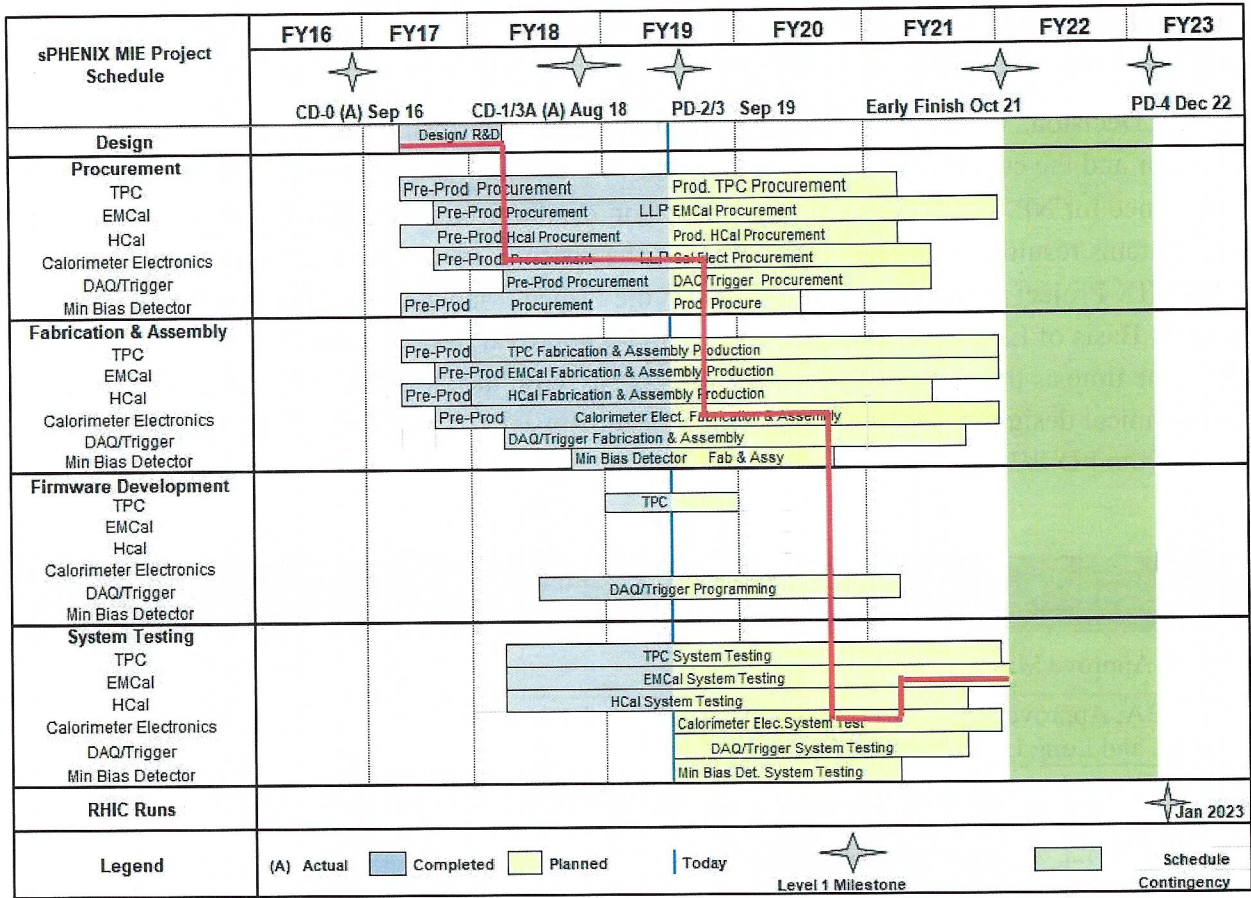 sPHENIX MIE Project
Schedule
FY16 FY17 FY18 FY19 FY20 FY21 FY22 FY23
CD-0 (A) Sep 16 CD-1/3A (A) Aug 18 PD-2/3 Sep 19 Early Finish Oct 21 PD-4 Dec 22
Design Design/ R&D
Procurement
TPC Pre-Prod Procurement Prod. TPC Procurement
EMCal Pre-Prod Procurement LLP EMCal Procurement
HCal Pre-Prod Hcal Procurement Prod. HCal Procurement
Calorimeter Electronics Pre-Prod Procurement LLP Cal Elect Procurement
DAQ/Trigger Pre-Prod Procurement DAQ/Trigger Procurement
Min Bias Detector Pre-Prod Procurement Prod Procure
Fabrication & Assembly
TPC Pre-Prod TPC Fabrication & Assembly Production
EMCal Pre-Prod EMCal Fabrication & Assembly Production
HCal Pre-Prod HCal Fabrication & Assembly Production
Calorimeter Electronics Pre-Prod Calorimeter Elect. Fabrication & Assembly
DAQ/Trigger DAQ/Trigger Fabrication & Assembly
Min Bias Detector Min Bias Detector Fab & Assy
Firmware Development
TPC TPC
EMCal
Hcal
Calorimeter Electronics
DAQ/Trigger DAQ/Trigger Programming
Min Bias Detector
System Testing
TPC TPC System Testing
EMCal EMCal System Testing
HCal HCal System Testing
Calorimeter Electronics Calorimeter Elec.System Test
DAQ/Trigger DAQ/Trigger System Testing
Min Bias Detector Min Bias Det. System Testing
RHIC Runs Jan 2023
Legend (A) Actual Completed Planned Today Level 1 Milestone Schedule Contingency